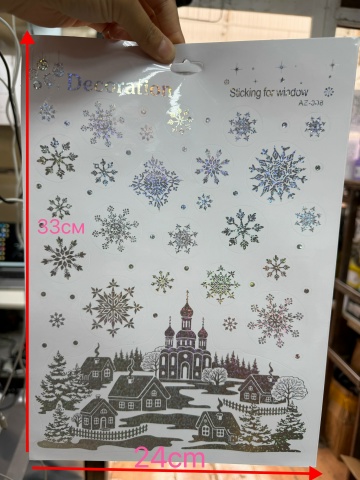 Decoration
Sticking for window
AZ-338
33см
24cm